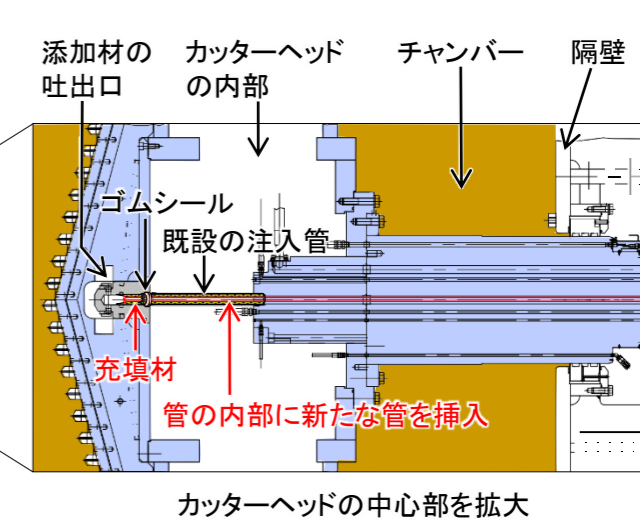 添加材の
吐出口
カッターヘッド
の内部
チャンバー
隔壁
ゴムシール
既設の注入管
充填材
管の内部に新たな管を挿入
カッターヘッドの中心部を拡大